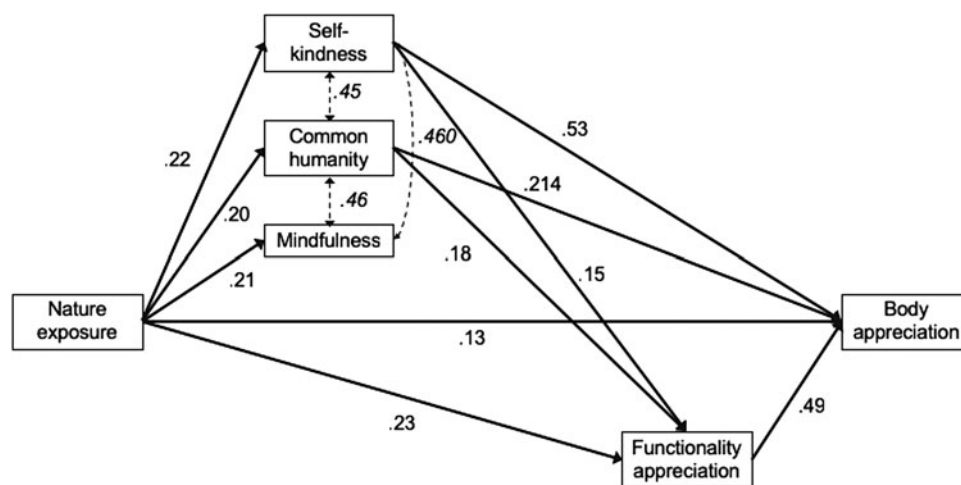 Self-
kindness
.45
.460
.53
Common
humanity
.22
.214
.46
.20
Mindfulness
.18
.21
.15
Nature
exposure
Body
appreciation
.13
.49
.23
Functionality
appreciation